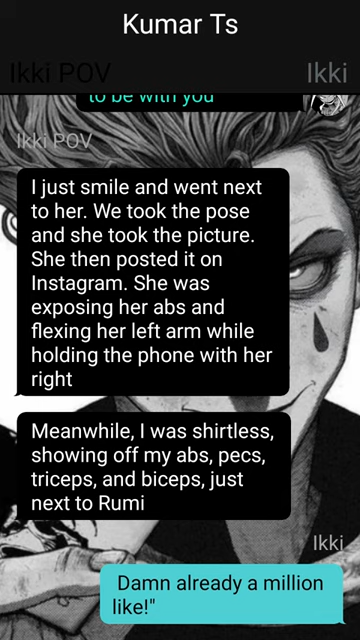 Kumar Ts
Ikki POV
Ikki
to be with you
Ikki POV
I just smile and went next
to her. We took the pose
and she took the picture.
She then posted it on
Instagram. She was
exposing her abs and
flexing her left arm while
holding the phone with her
right
Meanwhile, I was shirtless,
showing off my abs, pecs,
triceps, and biceps, just
next to Rumi
Ikki
Damn already a million
like!"